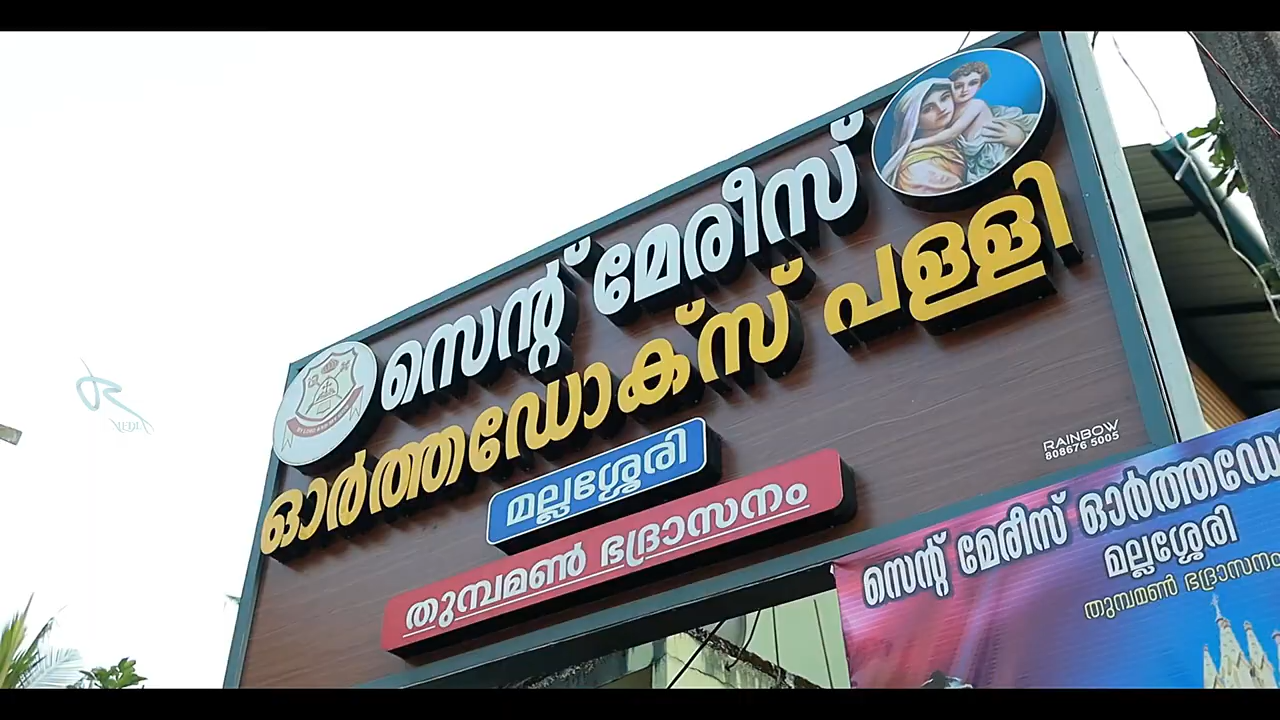 സെന്റ് മേരീസ്
ഓർത്തഡോക്സ് പള്ളി
മല്ലശ്ശേരി
തുമ്പമൺ ഭദ്രാസനം
RAINBOW
808676 5005
സെന്റ് മേരീസ് ഓർത്തഡോ
മല്ലശ്ശേരി
തുമ്പമൺ ഭദ്രാസനം